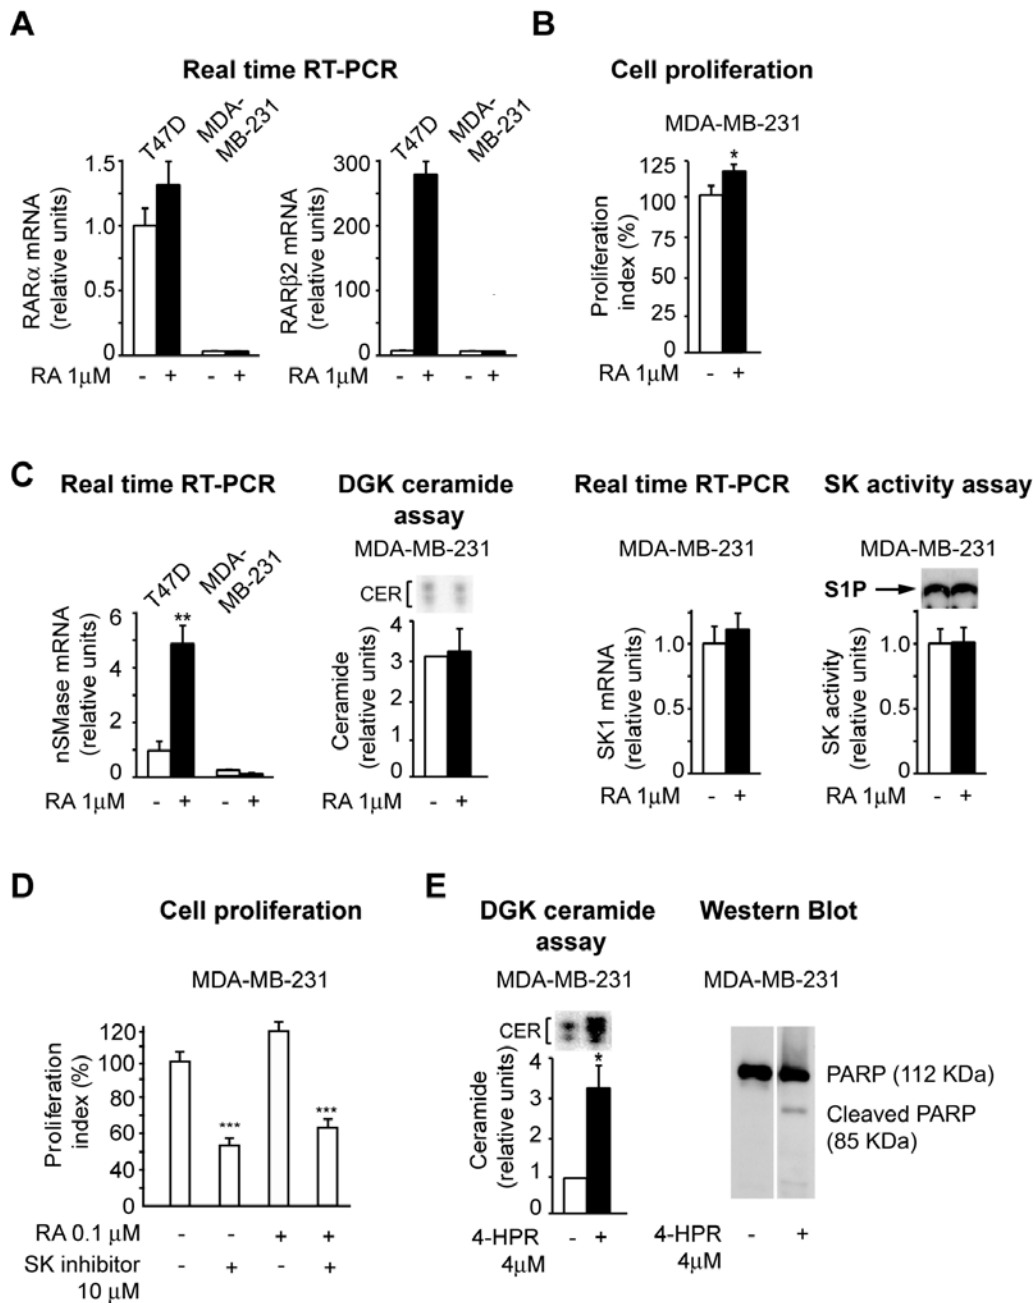 A
Real time RT-PCR
T47D
MDA-
MB-231
RARα mRNA
(relative units)
1.5
1.0
0.5
0
RA 1μM - + - +
T47D
MDA-
MB-231
RARβ2 mRNA
(relative units)
300
200
100
0
RA 1μM - + - +
B
Cell proliferation
MDA-MB-231
*
Proliferation
index (%)
125
100
75
50
25
0
RA 1μM - +
C
Real time RT-PCR
T47D
MDA-
MB-231
**
nSMase mRNA
(relative units)
6
4
2
0
RA 1μM - + - +
DGK ceramide
assay
MDA-MB-231
CER
Ceramide
(relative units)
4
3
2
1
0
RA 1μM - +
Real time RT-PCR
MDA-MB-231
SK1 mRNA
(relative units)
1.0
0.5
0
RA 1μM - +
SK activity assay
MDA-MB-231
S1P
SK activity
(relative units)
1.0
0.5
0
RA 1μM - +
D
Cell proliferation
MDA-MB-231
Proliferation
index (%)
120
100
80
60
40
0
***
***
RA 0.1 μM - - + +
SK inhibitor - + - +
10 μM
E
DGK ceramide
assay
MDA-MB-231
CER
*
Ceramide
(relative units)
4
3
2
1
0
4-HPR - +
4μM
Western Blot
MDA-MB-231
PARP (112 KDa)
Cleaved PARP
(85 KDa)
4-HPR - +
4μM